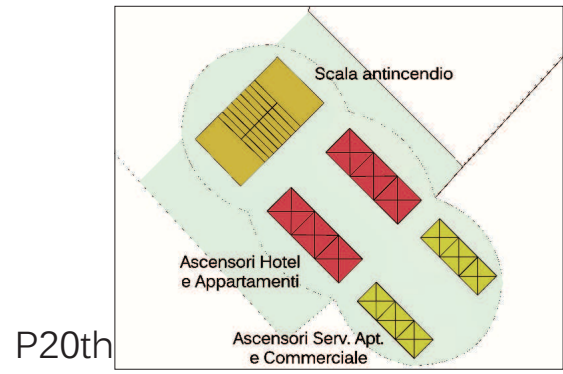 Scala antincendio
Ascensori Hotel
e Appartamenti
Ascensori Serv. Apt.
e Commerciale
P20th